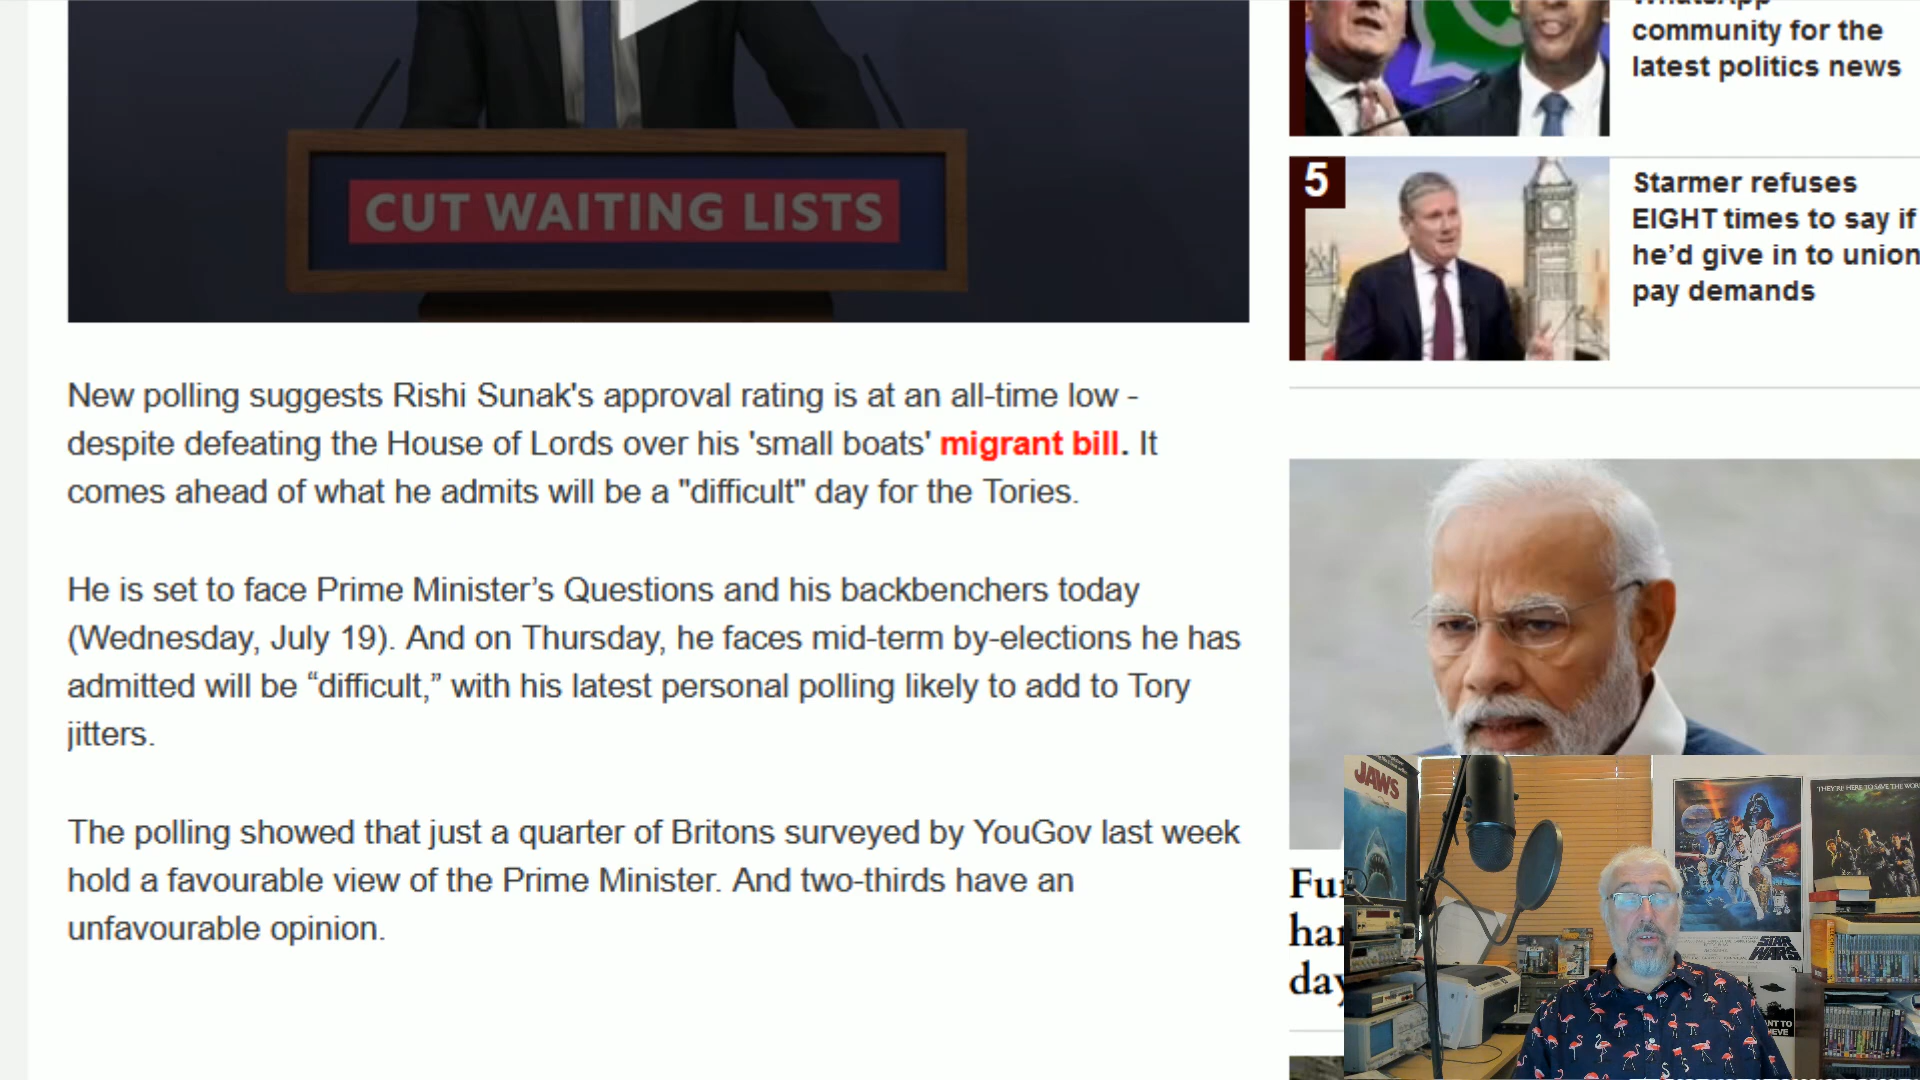 CUT WAITING LISTS
New polling suggests Rishi Sunak's approval rating is at an all-time low -
despite defeating the House of Lords over his 'small boats' migrant bill. It
comes ahead of what he admits will be a "difficult" day for the Tories.
He is set to face Prime Minister’s Questions and his backbenchers today
(Wednesday, July 19). And on Thursday, he faces mid-term by-elections he has
admitted will be “difficult,” with his latest personal polling likely to add to Tory
jitters.
The polling showed that just a quarter of Britons surveyed by YouGov last week
hold a favourable view of the Prime Minister. And two-thirds have an
unfavourable opinion.
WhatsApp
community for the
latest politics news
5
Starmer refuses
EIGHT times to say if
he’d give in to union
pay demands
JAWS
STAR
WARS